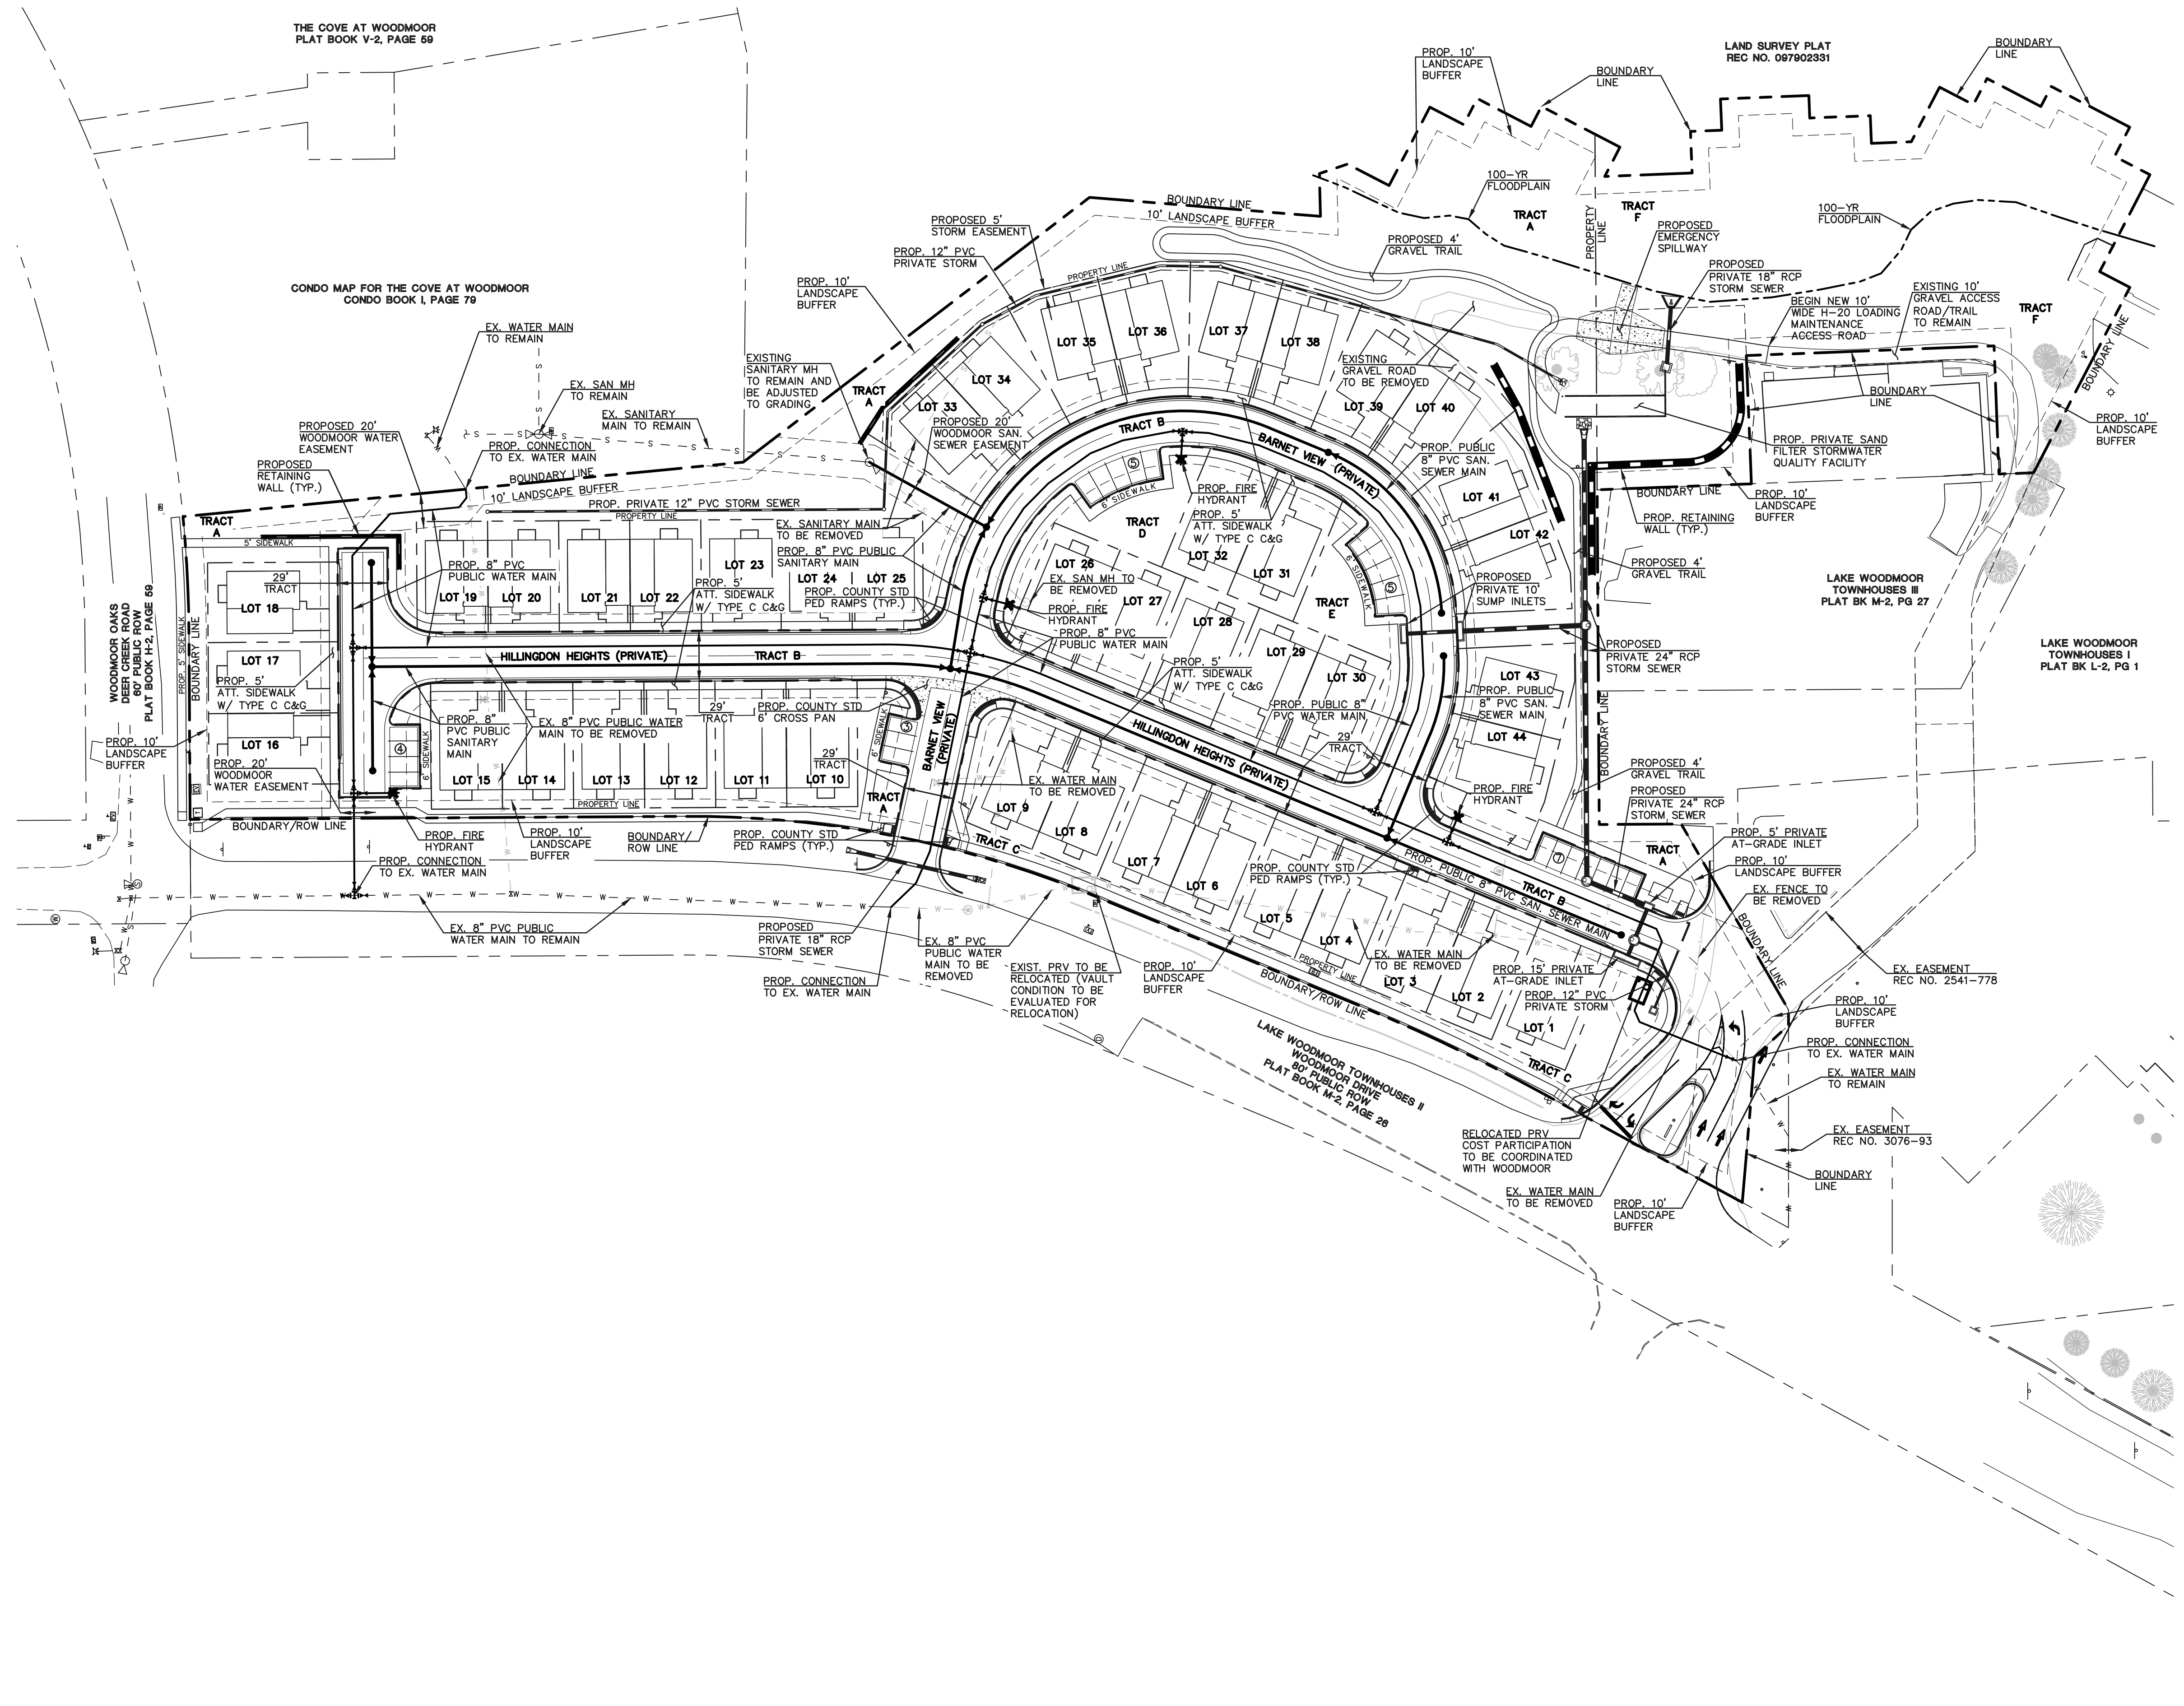 THE COVE AT WOODMOOR
PLAT BOOK V-2, PAGE 59
LAND SURVEY PLAT
REC NO. 097902331
BOUNDARY
LINE
PROP. 10'
LANDSCAPE
BUFFER
BOUNDARY
LINE
100-YR
FLOODPLAIN
TRACT
A
PROPERTY
LINE
TRACT
F
100-YR
FLOODPLAIN
BOUNDARY LINE
10' LANDSCAPE BUFFER
PROPOSED 5'
STORM EASEMENT
PROP. 12" PVC
PRIVATE STORM
PROPERTY LINE
PROPOSED 4'
GRAVEL TRAIL
PROPOSED
EMERGENCY
SPILLWAY
PROPOSED
PRIVATE 18" RCP
STORM SEWER
BEGIN NEW 10'
WIDE H-20 LOADING
MAINTENANCE
ACCESS ROAD
EXISTING 10'
GRAVEL ACCESS
ROAD/TRAIL
TO REMAIN
TRACT
F
BOUNDARY LINE
CONDO MAP FOR THE COVE AT WOODMOOR
CONDO BOOK I, PAGE 79
PROP. 10'
LANDSCAPE
BUFFER
EX. WATER MAIN
TO REMAIN
EX. SAN MH
TO REMAIN
EX. SANITARY
MAIN TO REMAIN
EXISTING
SANITARY MH
TO REMAIN AND
BE ADJUSTED
TO GRADING
TRACT
A
LOT 33
LOT 34
LOT 35
LOT 36
LOT 37
LOT 38
EXISTING
GRAVEL ROAD
TO BE REMOVED
LOT 39
LOT 40
BOUNDARY
LINE
PROP. 10'
LANDSCAPE
BUFFER
PROPOSED 20'
WOODMOOR SAN.
SEWER EASEMENT
TRACT B
BARNET VIEW (PRIVATE)
PROP. PUBLIC
8" PVC SAN.
SEWER MAIN
PROP. PRIVATE SAND
FILTER STORMWATER
QUALITY FACILITY
PROPOSED 20'
WOODMOOR WATER
EASEMENT
PROP. CONNECTION
TO EX. WATER MAIN
PROPOSED
RETAINING
WALL (TYP.)
BOUNDARY LINE
10' LANDSCAPE BUFFER
PROP. PRIVATE 12" PVC STORM SEWER
PROPERTY LINE
5
6' SIDEWALK
PROP. FIRE
HYDRANT
PROP. 5'
ATT. SIDEWALK
W/ TYPE C C&G
TRACT
D
LOT 41
BOUNDARY LINE
PROP. 10'
LANDSCAPE
BUFFER
PROP. RETAINING
WALL (TYP.)
TRACT
A
5' SIDEWALK
EX. SANITARY MAIN
TO BE REMOVED
PROP. 8" PVC PUBLIC
SANITARY MAIN
LOT 42
PROP. 8" PVC
PUBLIC WATER MAIN
29'
TRACT
LOT 18
LOT 19
LOT 20
LOT 21
LOT 22
LOT 23
LOT 24
LOT 25
PROP. COUNTY STD
PED RAMPS (TYP.)
PROP. 5'
ATT. SIDEWALK
W/ TYPE C C&G
LOT 26
EX. SAN MH TO
BE REMOVED
LOT 27
LOT 32
LOT 31
6' SIDEWALK
5
PROPOSED
PRIVATE 10'
SUMP INLETS
PROPOSED 4'
GRAVEL TRAIL
LAKE WOODMOOR
TOWNHOUSES III
PLAT BK M-2, PG 27
WOODMOOR OAKS
DEER CREEK ROAD
80' PUBLIC ROW
PLAT BOOK H-2, PAGE 59
PROP. 5' SIDEWALK
BOUNDARY LINE
PROP. FIRE
HYDRANT
PROP. 8" PVC
PUBLIC WATER MAIN
LOT 28
LOT 29
TRACT
E
LOT 30
LAKE WOODMOOR
TOWNHOUSES I
PLAT BK L-2, PG 1
PROPOSED
PRIVATE 24" RCP
STORM SEWER
HILLINGDON HEIGHTS (PRIVATE)
TRACT B
LOT 17
PROP. 5'
ATT. SIDEWALK
W/ TYPE C C&G
PROP. 5'
ATT. SIDEWALK
W/ TYPE C C&G
LOT 43
PROP. PUBLIC
8" PVC SAN.
SEWER MAIN
LOT 44
PROP. PUBLIC 8"
PVC WATER MAIN
PROP. 10'
LANDSCAPE
BUFFER
LOT 16
PROP. 20'
WOODMOOR
WATER EASEMENT
4
6' SIDEWALK
PROP. 8"
PVC PUBLIC
SANITARY
MAIN
EX. 8" PVC PUBLIC WATER
MAIN TO BE REMOVED
29'
TRACT
PROP. COUNTY STD
6' CROSS PAN
29'
TRACT
6' SIDEWALK
3
BARNET VIEW
(PRIVATE)
HILLINGDON HEIGHTS (PRIVATE)
29'
TRACT
BOUNDARY LINE
LOT 15
LOT 14
LOT 13
LOT 12
LOT 11
LOT 10
PROPERTY LINE
TRACT
A
EX. WATER MAIN
TO BE REMOVED
LOT 9
LOT 8
PROP. FIRE
HYDRANT
PROPOSED 4'
GRAVEL TRAIL
PROPOSED
PRIVATE 24" RCP
STORM SEWER
BOUNDARY/ROW LINE
PROP. FIRE
HYDRANT
PROP. 10'
LANDSCAPE
BUFFER
BOUNDARY/
ROW LINE
PROP. COUNTY STD
PED RAMPS (TYP.)
TRACT C
LOT 7
LOT 6
PROP. COUNTY STD
PED RAMPS (TYP.)
7
TRACT
A
PROP. 5' PRIVATE
AT-GRADE INLET
PROP. 10'
LANDSCAPE BUFFER
PROP. CONNECTION
TO EX. WATER MAIN
PROP. PUBLIC 8" PVC SAN. SEWER MAIN
TRACT B
EX. FENCE TO
BE REMOVED
BOUNDARY LINE
EX. 8" PVC PUBLIC
WATER MAIN TO REMAIN
PROPOSED
PRIVATE 18" RCP
STORM SEWER
PROP. CONNECTION
TO EX. WATER MAIN
EX. 8" PVC
PUBLIC WATER
MAIN TO BE
REMOVED
EXIST. PRV TO BE
RELOCATED (VAULT
CONDITION TO BE
EVALUATED FOR
RELOCATION)
PROP. 10'
LANDSCAPE
BUFFER
LOT 5
LOT 4
EX. WATER MAIN
TO BE REMOVED
PROPERTY LINE
LOT 3
LOT 2
LOT 1
PROP. 15' PRIVATE
AT-GRADE INLET
PROP. 12" PVC
PRIVATE STORM
EX. EASEMENT
REC NO. 2541-778
BOUNDARY/ROW LINE
PROP. 10'
LANDSCAPE
BUFFER
PROP. CONNECTION
TO EX. WATER MAIN
TRACT C
LAKE WOODMOOR TOWNHOUSES II
WOODMOOR DRIVE
80' PUBLIC ROW
PLAT BOOK M-2, PAGE 26
EX. WATER MAIN
TO REMAIN
RELOCATED PRV
COST PARTICIPATION
TO BE COORDINATED
WITH WOODMOOR
EX. EASEMENT
REC NO. 3076-93
BOUNDARY
LINE
EX. WATER MAIN
TO BE REMOVED
PROP. 10'
LANDSCAPE
BUFFER